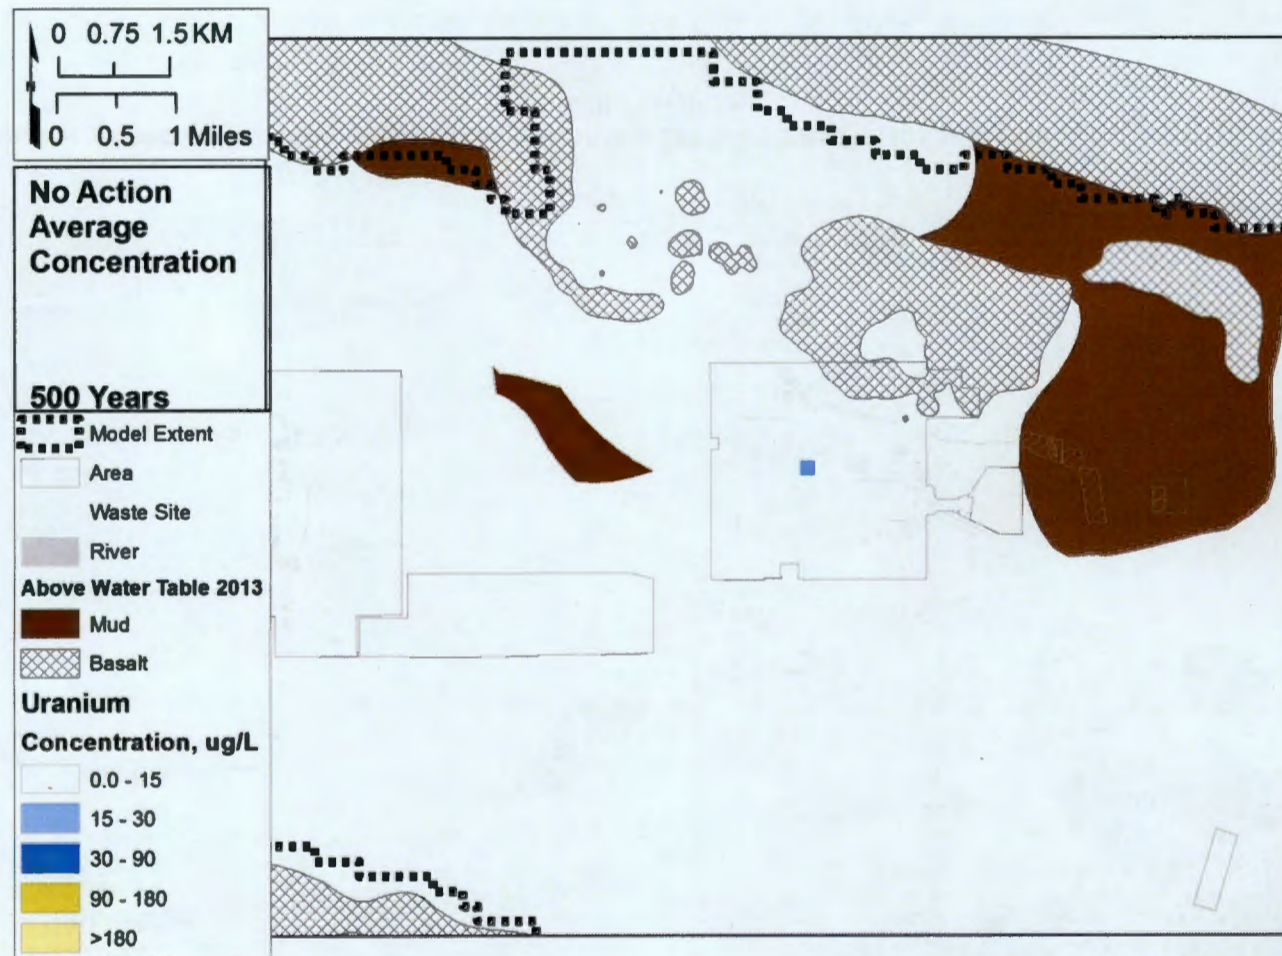 0 0.75 1.5 KM
0 0.5 1 Miles
No Action
Average
Concentration
500 Years
Model Extent
Area
Waste Site
River
Above Water Table 2013
Mud
Basalt
Uranium
Concentration, ug/L
0.0 - 15
15 - 30
30 - 90
90 - 180
>180